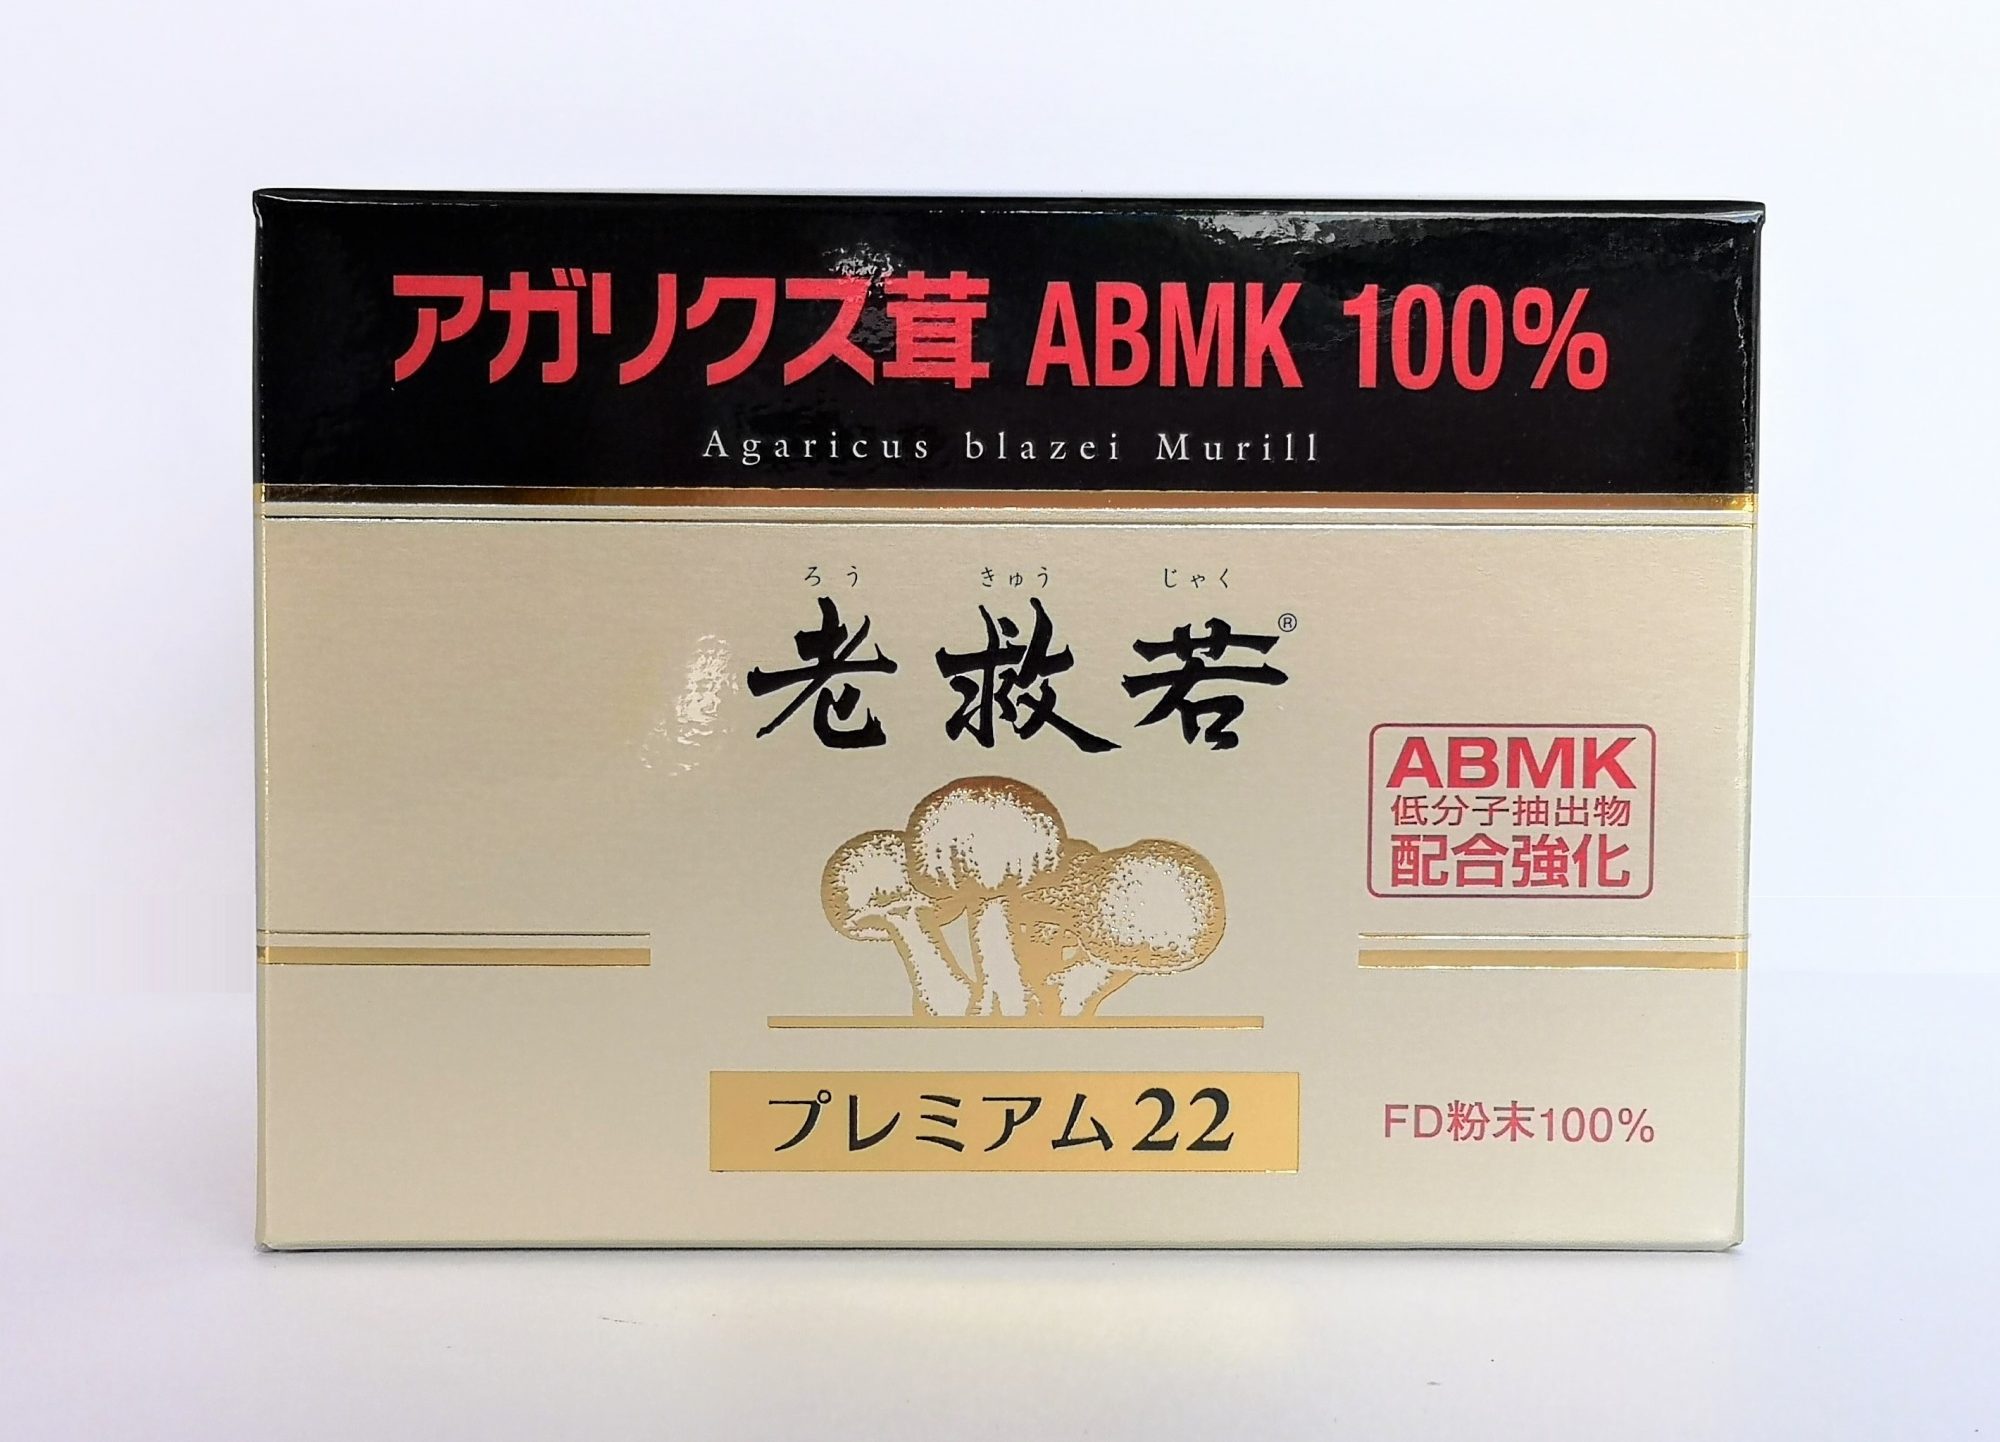 アガリクス茸 ABMK 100%
Agaricus blazei Murill
ろう きゅう じゃく
老救若®
ABMK
低分子抽出物
配合強化
プレミアム22
FD粉末100%